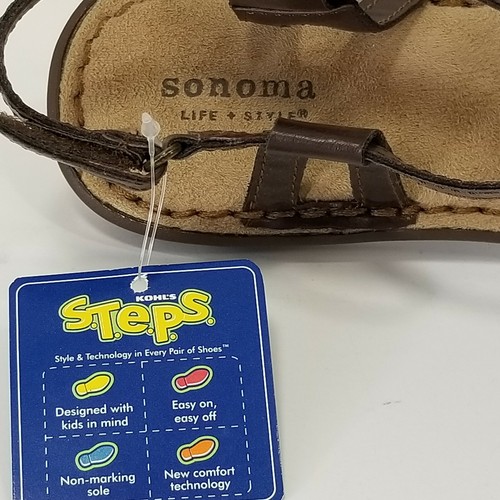 sonoma
LIFE + STYLE®
KOHL'S
S.T.e.P.S.
Style & Technology in Every Pair of Shoes™
Designed with
kids in mind
Easy on,
easy off
Non-marking
sole
New comfort
technology